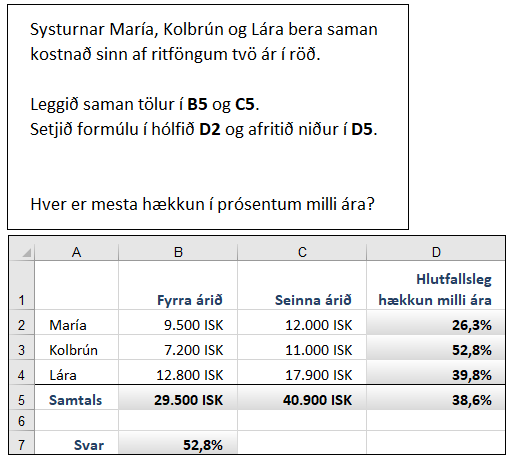 Systurnar María, Kolbrún og Lára bera saman
kostnað sinn af ritföngum tvö ár í röð.
Leggið saman tölur í B5 og C5.
Setjið formúlu í hólfið D2 og afritið niður í D5.
Hver er mesta hækkun í prósentum milli ára?
A B C D
Hlutfallsleg
1 Fyrra árið Seinna árið hækkun milli ára
2 María 9.500 ISK 12.000 ISK 26,3%
3 Kolbrún 7.200 ISK 11.000 ISK 52,8%
4 Lára 12.800 ISK 17.900 ISK 39,8%
5 Samtals 29.500 ISK 40.900 ISK 38,6%
6
7 Svar 52,8%